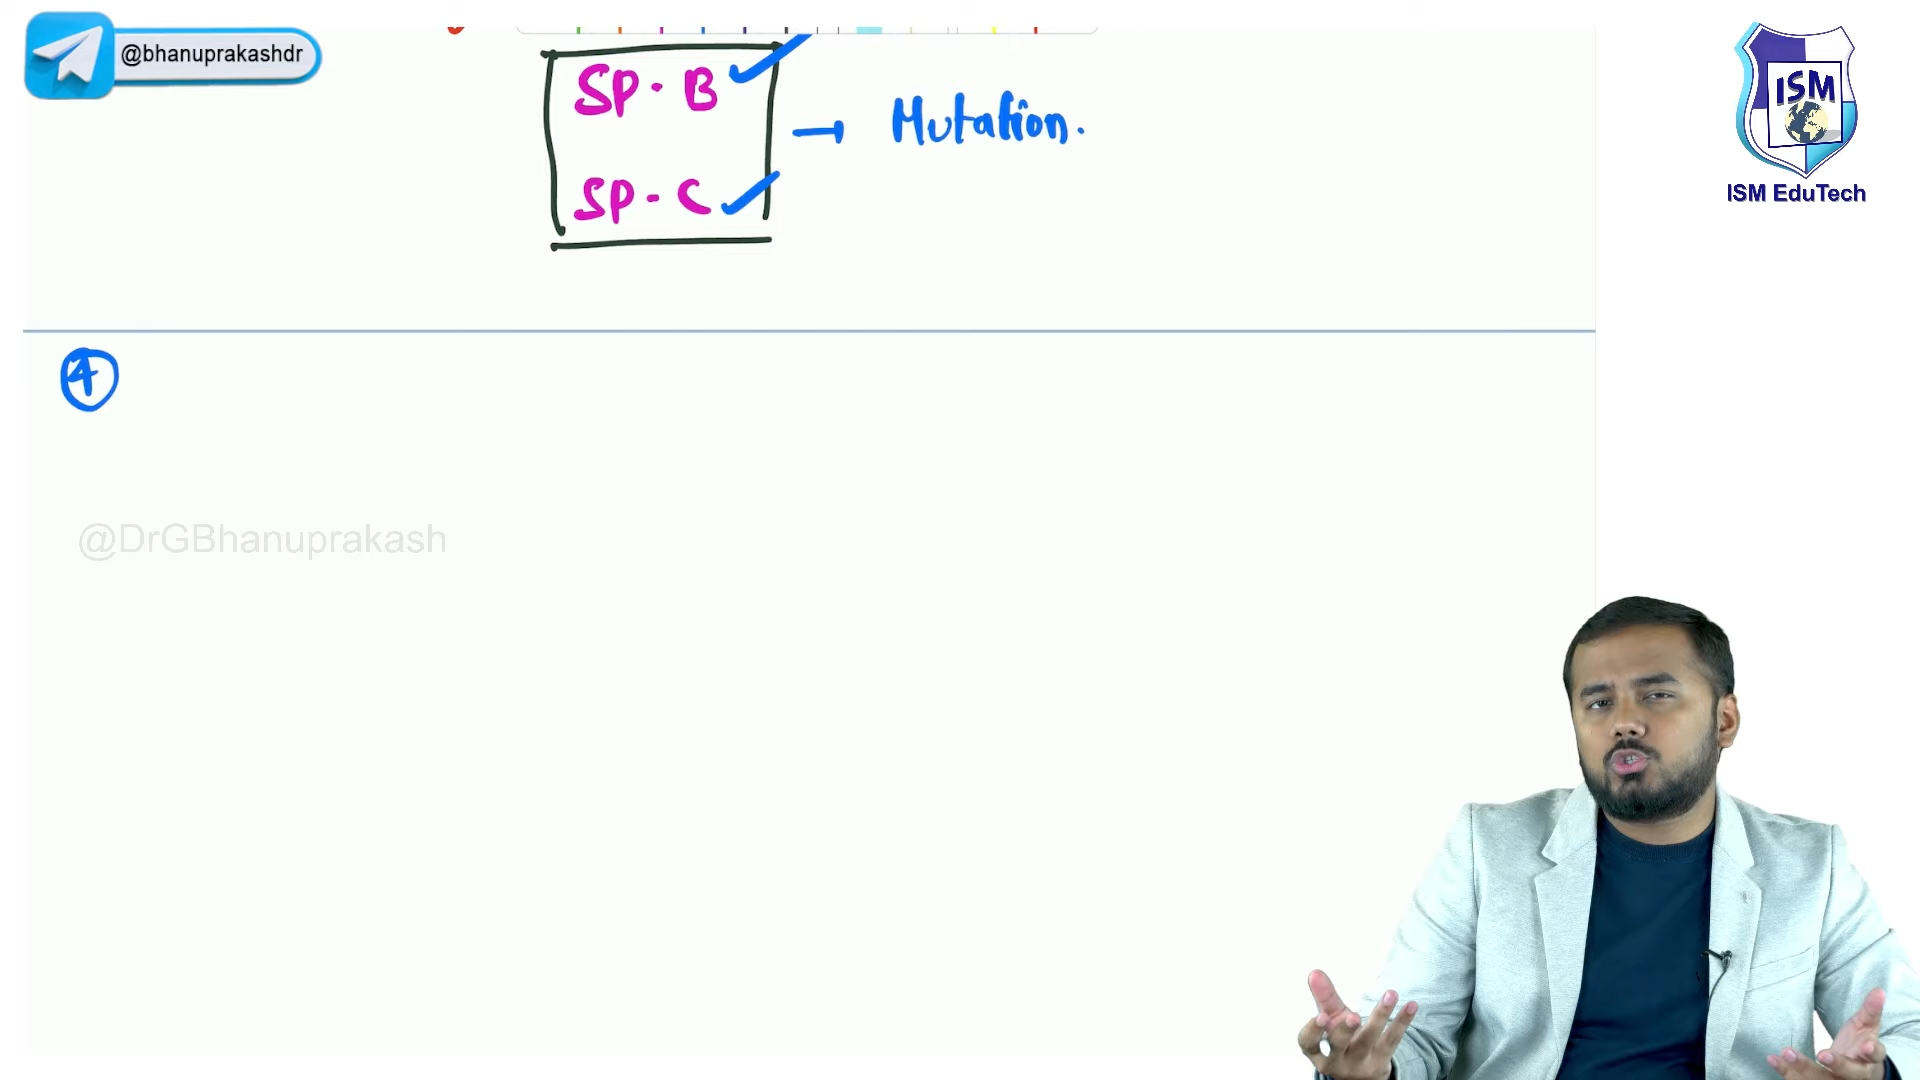 @bhanuprakashdr
SP - B
→ Mutation.
SP - C
ISM
ISM EduTech
4
@DrGBhanuprakash